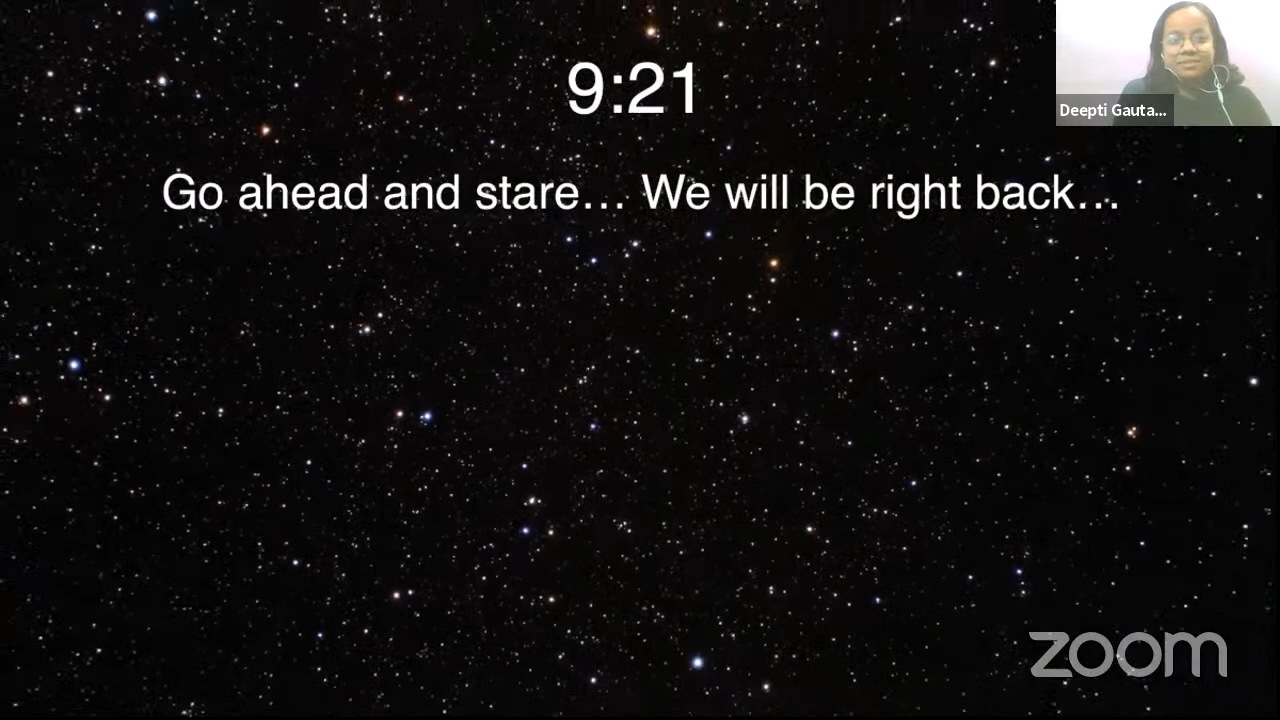 9:21
Go ahead and stare… We will be right back…
Deepti Gauta...
zoom